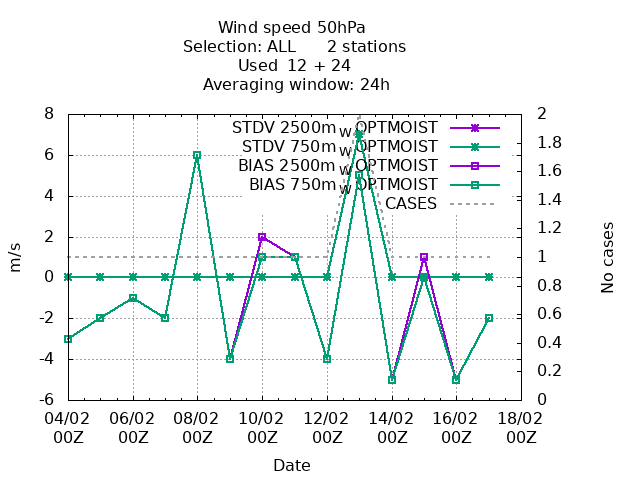 Wind speed 50hPa
Selection: ALL      2 stations
Used  12 + 24
Averaging window: 24h
STDV 2500m_W OPTMOIST
STDV 750m_W OPTMOIST
BIAS 2500m_W OPTMOIST
BIAS 750m_W OPTMOIST
CASES
m/s
8
6
4
2
0
-2
-4
-6
2
1.8
1.6
1.4
1.2
1
0.8
0.6
0.4
0.2
0
No cases
04/02 06/02 08/02 10/02 12/02 14/02 16/02 18/02
00Z 00Z 00Z 00Z 00Z 00Z 00Z 00Z
Date